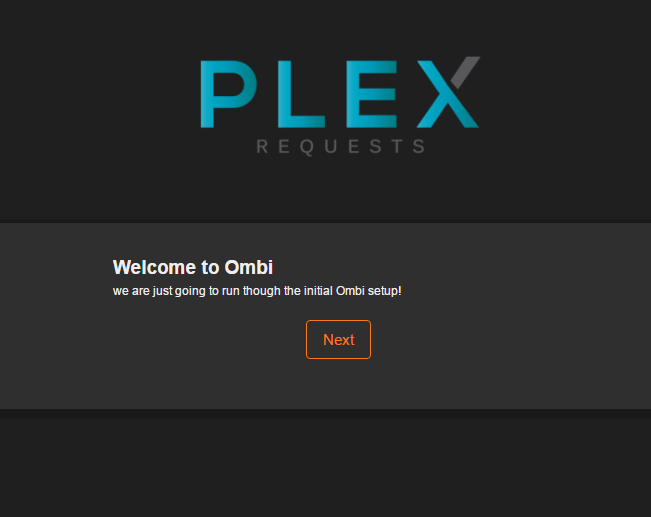 PLEX
REQUESTS
Welcome to Ombi
we are just going to run though the initial Ombi setup!
Next